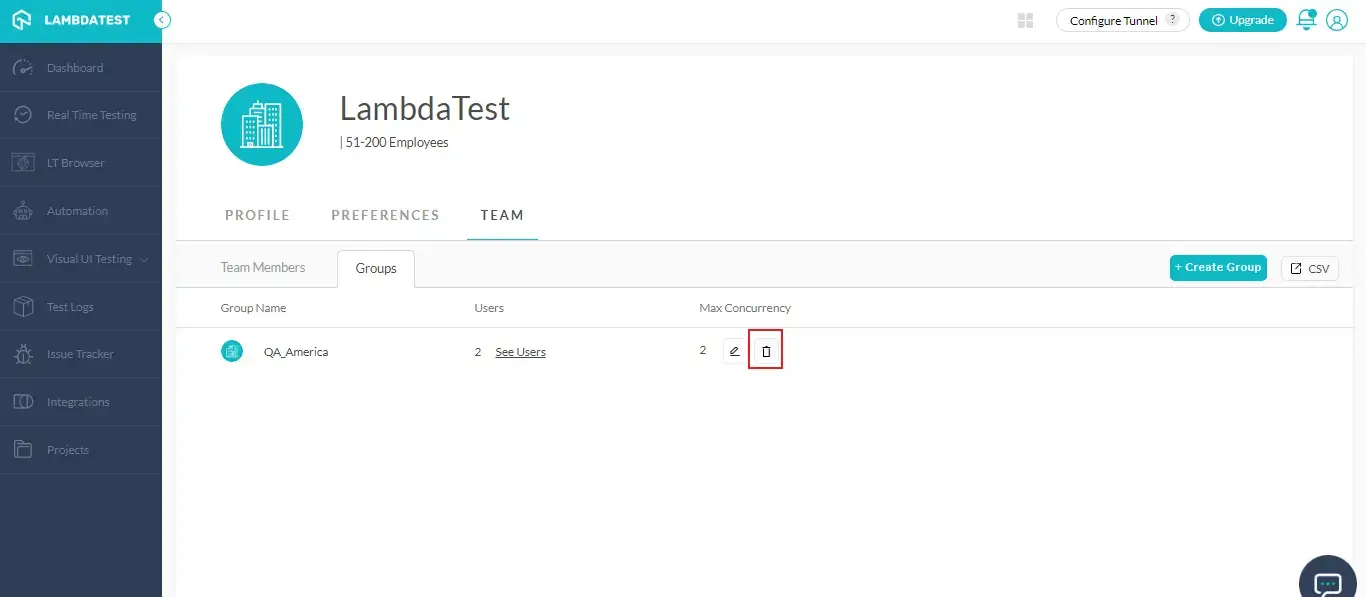 LAMBDATEST
Configure Tunnel ?
Upgrade
Dashboard
Real Time Testing
LT Browser
Automation
Visual UI Testing
Test Logs
Issue Tracker
Integrations
Projects
LambdaTest
| 51-200 Employees
PROFILE PREFERENCES TEAM
Team Members Groups
+ Create Group CSV
Group Name Users Max Concurrency
QA_America 2 See Users 2